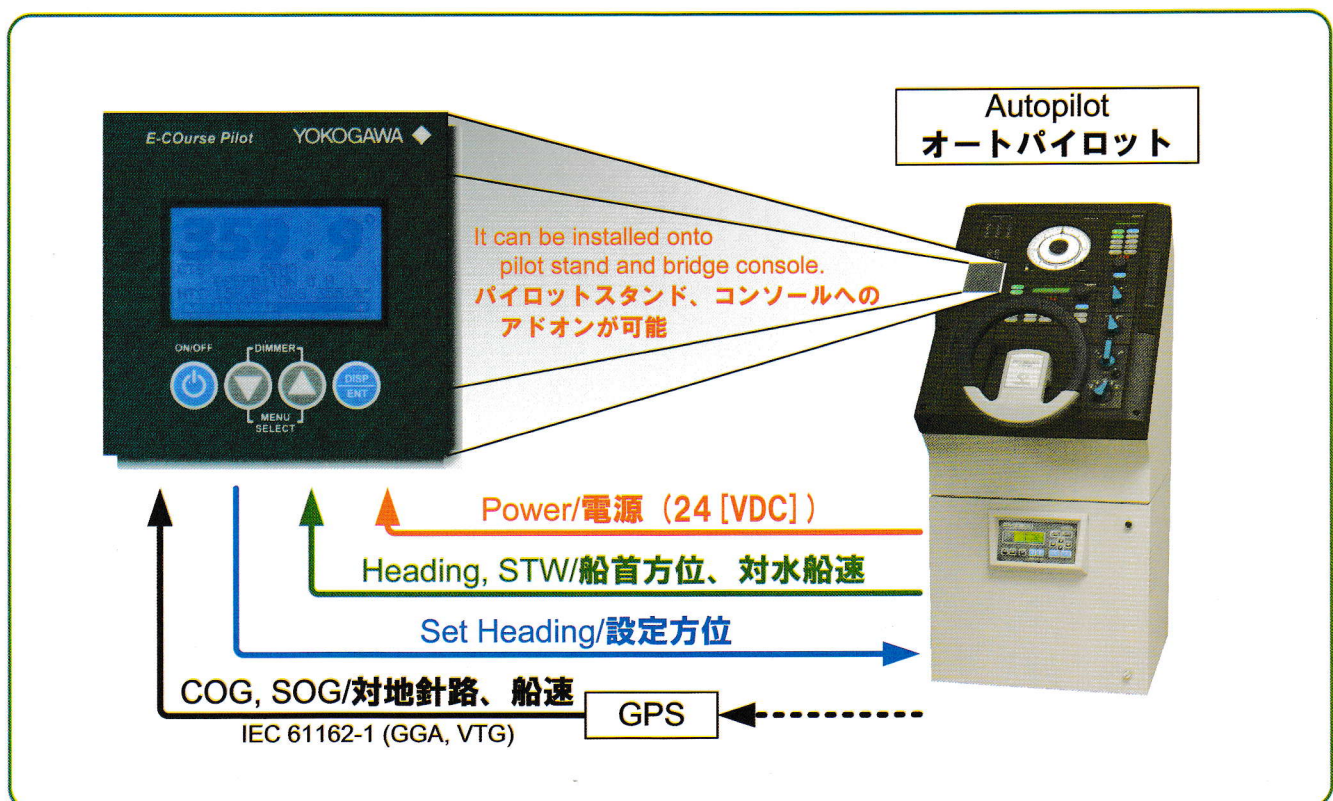 E-COurse Pilot YOKOGAWA
359.9°
ON/OFF
DIMMER
DISP
ENT
MENU
SELECT
Autopilot
オートパイロット
It can be installed onto
pilot stand and bridge console.
パイロットスタンド、コンソールへの
アドオンが可能
Power/電源（24 [VDC]）
Heading, STW/船首方位、対水船速
Set Heading/設定方位
COG, SOG/対地針路、船速
IEC 61162-1 (GGA, VTG)
GPS